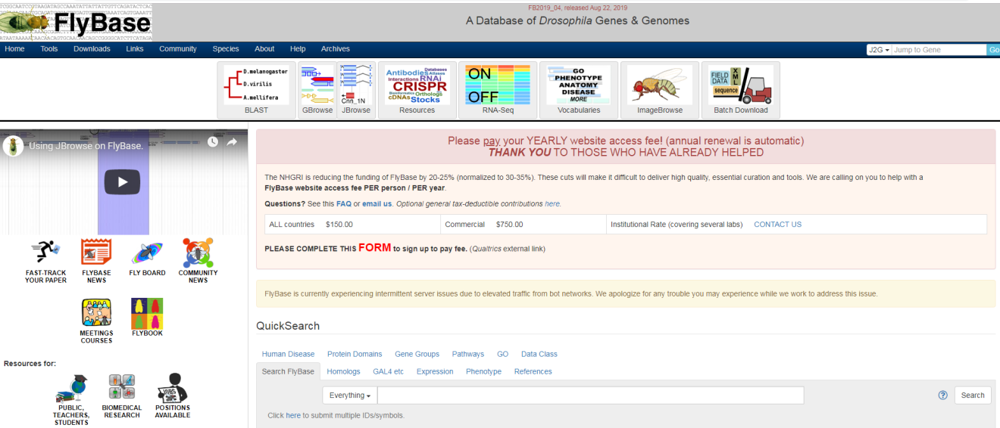 FlyBase
FB2019_04, released Aug 22, 2019
A Database of Drosophila Genes & Genomes
Home Tools Downloads Links Community Species About Help Archives
J2G Jump to Gene Go
D.melanogaster
D.virilis
A.mellifera
BLAST
GBrowse
Cnn_1N
JBrowse
Antibodies Databases Atlases
Interactions RNAi
CRISPR
Bioinformatics Orthologs
cDNAs Stocks
Resources
ON
OFF
RNA-Seq
GO
PHENOTYPE
ANATOMY
DISEASE
MORE
Vocabularies
ImageBrowse
FIELD
DATA
XML
sequence
Batch Download
Using JBrowse on FlyBase.
FAST-TRACK
YOUR PAPER
FLYBASE
NEWS
FLY BOARD
COMMUNITY
NEWS
MEETINGS
COURSES
FLYBOOK
Resources for:
PUBLIC,
TEACHERS,
STUDENTS
BIOMEDICAL
RESEARCH
JOBS
POSITIONS
AVAILABLE
Please pay your YEARLY website access fee! (annual renewal is automatic)
THANK YOU TO THOSE WHO HAVE ALREADY HELPED
The NHGRI is reducing the funding of FlyBase by 20-25% (normalized to 30-35%). These cuts will make it difficult to deliver high quality, essential curation and tools. We are calling on you to help with a
FlyBase website access fee PER person / PER year.
Questions? See this FAQ or email us. Optional general tax-deductible contributions here.
ALL countries $150.00 Commercial $750.00 Institutional Rate (covering several labs) CONTACT US
PLEASE COMPLETE THIS FORM to sign up to pay fee. (Qualtrics external link)
FlyBase is currently experiencing intermittent server issues due to elevated traffic from bot networks. We apologize for any trouble you may experience while we work to address this issue.
QuickSearch
Human Disease Protein Domains Gene Groups Pathways GO Data Class
Search FlyBase Homologs GAL4 etc Expression Phenotype References
Everything Search
Click here to submit multiple IDs/symbols.